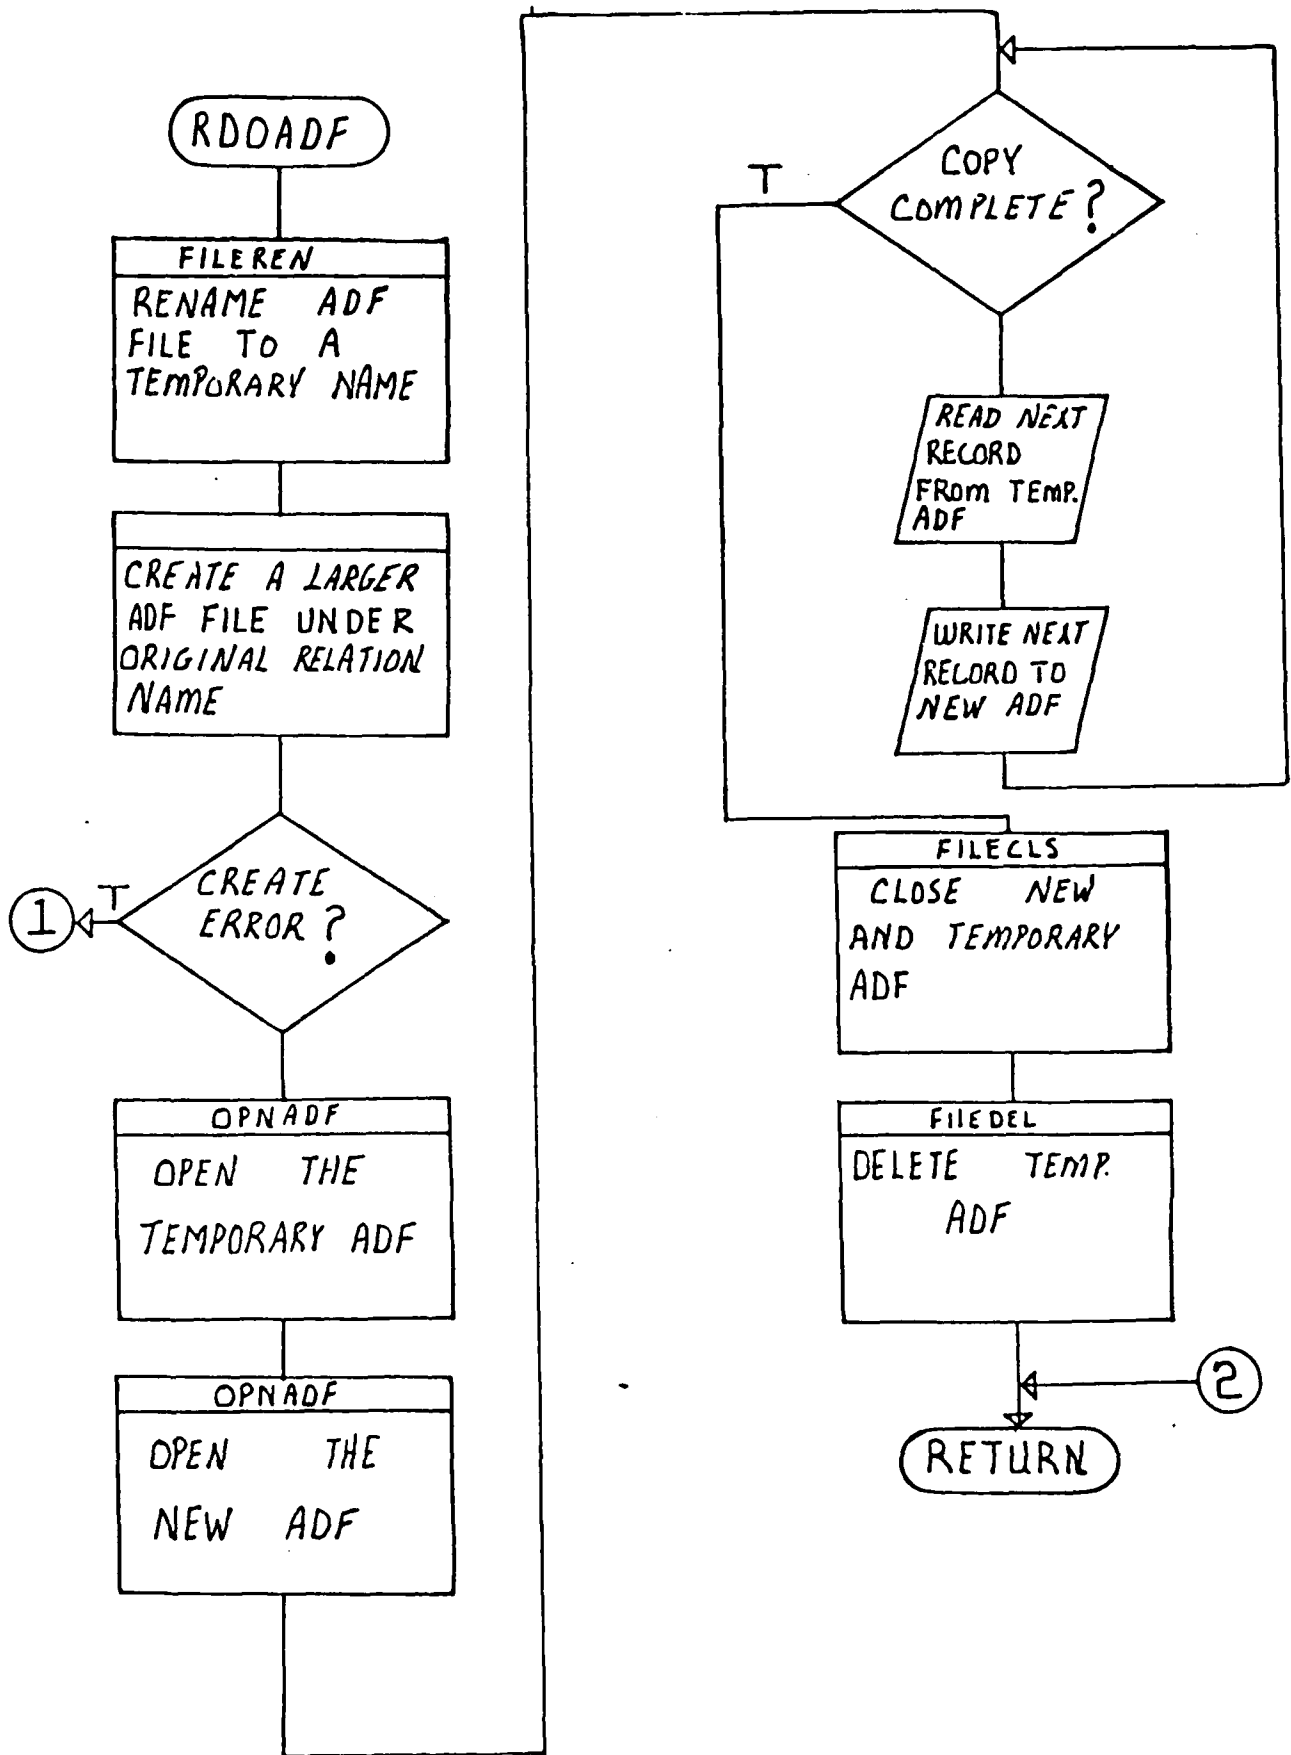 RDOADF
FILEREN
RENAME ADF
FILE TO A
TEMPORARY NAME
CREATE A LARGER
ADF FILE UNDER
ORIGINAL RELATION
NAME
CREATE
ERROR?
T
1
OPNADF
OPEN THE
TEMPORARY ADF
OPNADF
OPEN THE
NEW ADF
COPY
COMPLETE?
T
READ NEXT
RECORD
FROM TEMP.
ADF
WRITE NEXT
RECORD TO
NEW ADF
FILECLS
CLOSE NEW
AND TEMPORARY
ADF
FILEDEL
DELETE TEMP.
ADF
2
RETURN